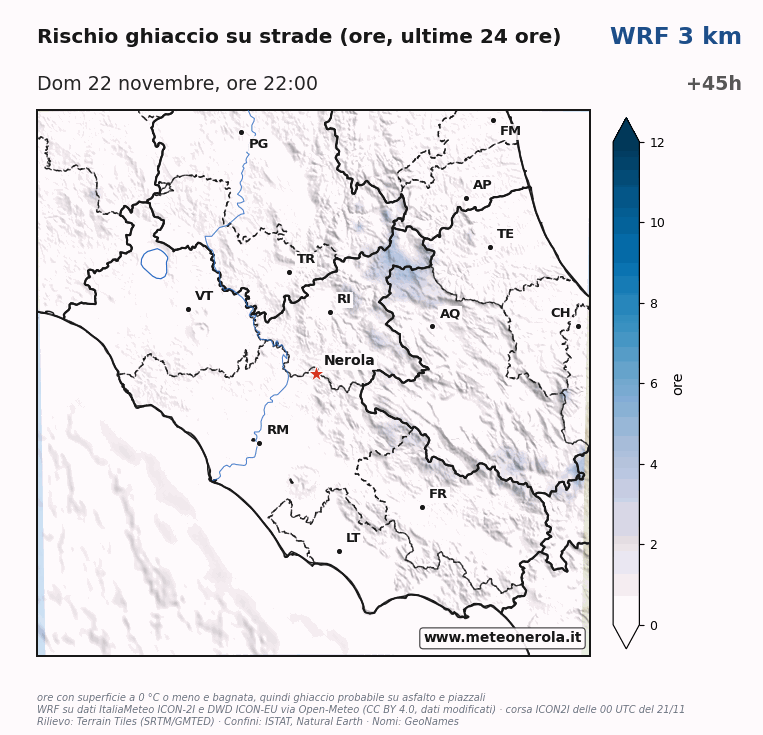 Rischio ghiaccio su strade (ore, ultime 24 ore)
WRF 3 km
Dom 22 novembre, ore 22:00
+45h
FM
PG
AP
TE
TR
VT
RI
AQ
CH.
Nerola
RM
FR
LT
www.meteonerola.it
12
10
8
6
4
2
0
ore
ore con superficie a 0 °C o meno e bagnata, quindi ghiaccio probabile su asfalto e piazzali
WRF su dati ItaliaMeteo ICON-2I e DWD ICON-EU via Open-Meteo (CC BY 4.0, dati modificati) · corsa ICON2I delle 00 UTC del 21/11
Rilievo: Terrain Tiles (SRTM/GMTED) · Confini: ISTAT, Natural Earth · Nomi: GeoNames